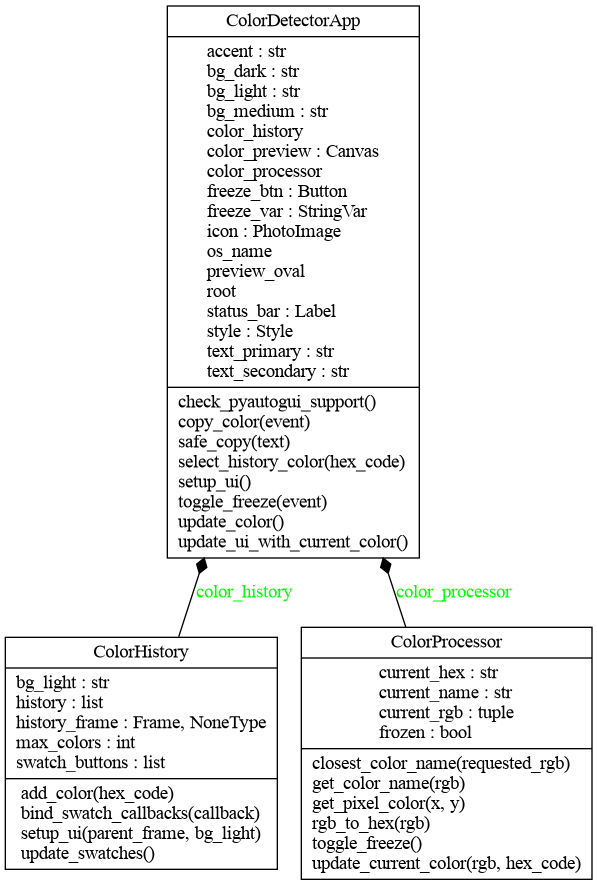 ColorDetectorApp
accent : str
bg_dark : str
bg_light : str
bg_medium : str
color_history
color_preview : Canvas
color_processor
freeze_btn : Button
freeze_var : StringVar
icon : PhotoImage
os_name
preview_oval
root
status_bar : Label
style : Style
text_primary : str
text_secondary : str
check_pyautogui_support()
copy_color(event)
safe_copy(text)
select_history_color(hex_code)
setup_ui()
toggle_freeze(event)
update_color()
update_ui_with_current_color()
color_history
color_processor
ColorHistory
bg_light : str
history : list
history_frame : Frame, NoneType
max_colors : int
swatch_buttons : list
add_color(hex_code)
bind_swatch_callbacks(callback)
setup_ui(parent_frame, bg_light)
update_swatches()
ColorProcessor
current_hex : str
current_name : str
current_rgb : tuple
frozen : bool
closest_color_name(requested_rgb)
get_color_name(rgb)
get_pixel_color(x, y)
rgb_to_hex(rgb)
toggle_freeze()
update_current_color(rgb, hex_code)